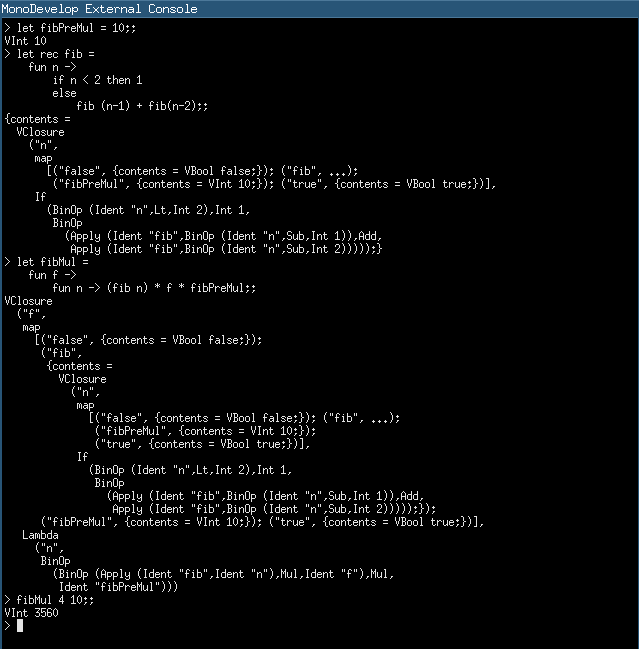 MonoDevelop External Console
> let fibPreMul = 10;;
VInt 10
> let rec fib =
    fun n ->
        if n < 2 then 1
        else
            fib (n-1) + fib(n-2);;
{contents =
  VClosure
    ("n",
     map
       [("false", {contents = VBool false;}); ("fib", ...);
        ("fibPreMul", {contents = VInt 10;}); ("true", {contents = VBool true;})],
     If
       (BinOp (Ident "n",Lt,Int 2),Int 1,
        BinOp
          (Apply (Ident "fib",BinOp (Ident "n",Sub,Int 1)),Add,
           Apply (Ident "fib",BinOp (Ident "n",Sub,Int 2)))));}
> let fibMul =
    fun f ->
        fun n -> (fib n) * f * fibPreMul;;
VClosure
  ("f",
   map
     [("false", {contents = VBool false;});
      ("fib",
       {contents =
         VClosure
           ("n",
            map
              [("false", {contents = VBool false;}); ("fib", ...);
               ("fibPreMul", {contents = VInt 10;});
               ("true", {contents = VBool true;})],
            If
              (BinOp (Ident "n",Lt,Int 2),Int 1,
               BinOp
                 (Apply (Ident "fib",BinOp (Ident "n",Sub,Int 1)),Add,
                  Apply (Ident "fib",BinOp (Ident "n",Sub,Int 2)))));});
      ("fibPreMul", {contents = VInt 10;}); ("true", {contents = VBool true;})],
   Lambda
     ("n",
      BinOp
        (BinOp (Apply (Ident "fib",Ident "n"),Mul,Ident "f"),Mul,
         Ident "fibPreMul")))
> fibMul 4 10;;
VInt 3560
>